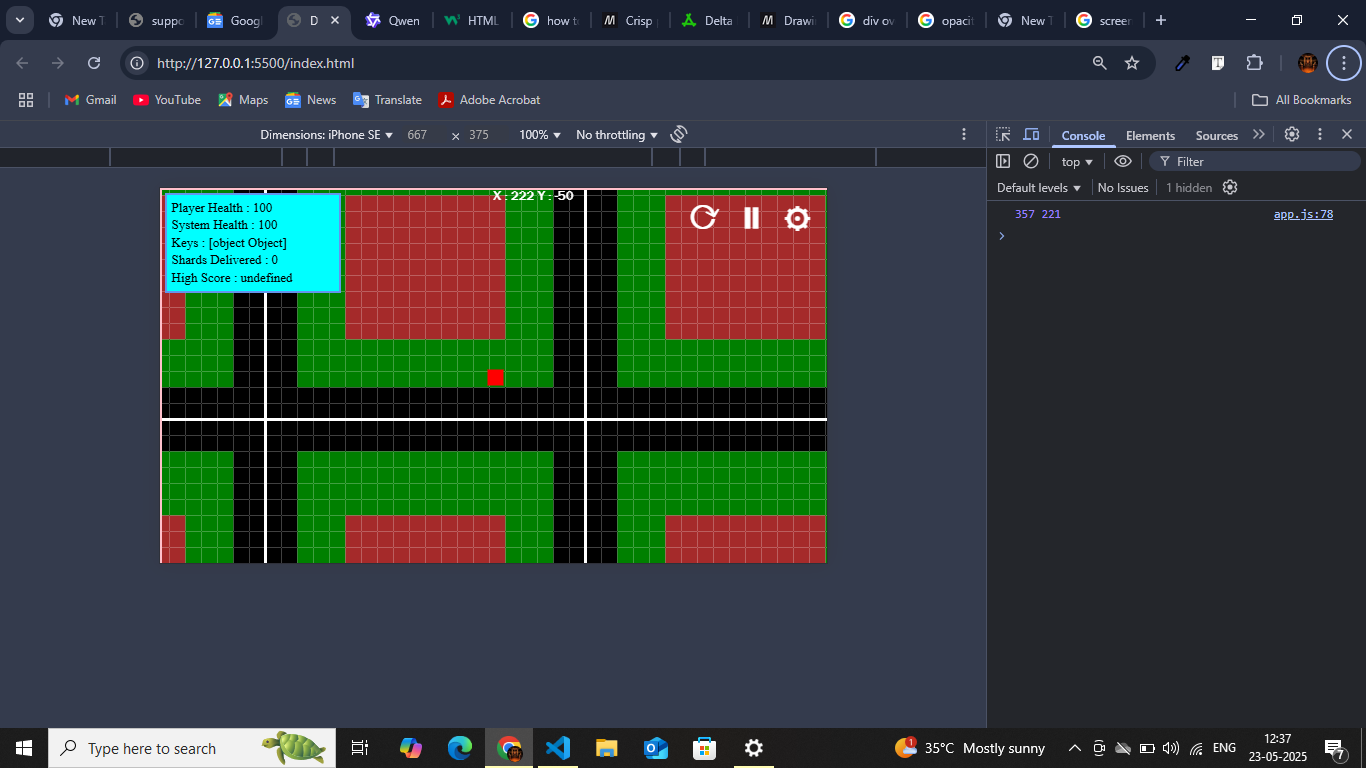 New T
suppo
Googl
D
Qwen
HTML
how to
Crisp
Delta
Drawi
div ov
opacit
New T
screen
http://127.0.0.1:5500/index.html
Gmail
YouTube
Maps
News
Translate
Adobe Acrobat
All Bookmarks
Dimensions: iPhone SE 667 × 375 100% No throttling
Console Elements Sources
top Filter
Default levels No Issues 1 hidden
357 221 app.js:78
X : 222 Y : -50
Player Health : 100
System Health : 100
Keys : [object Object]
Shards Delivered : 0
High Score : undefined
Type here to search
1
35°C Mostly sunny
ENG
12:37
23-05-2025
7